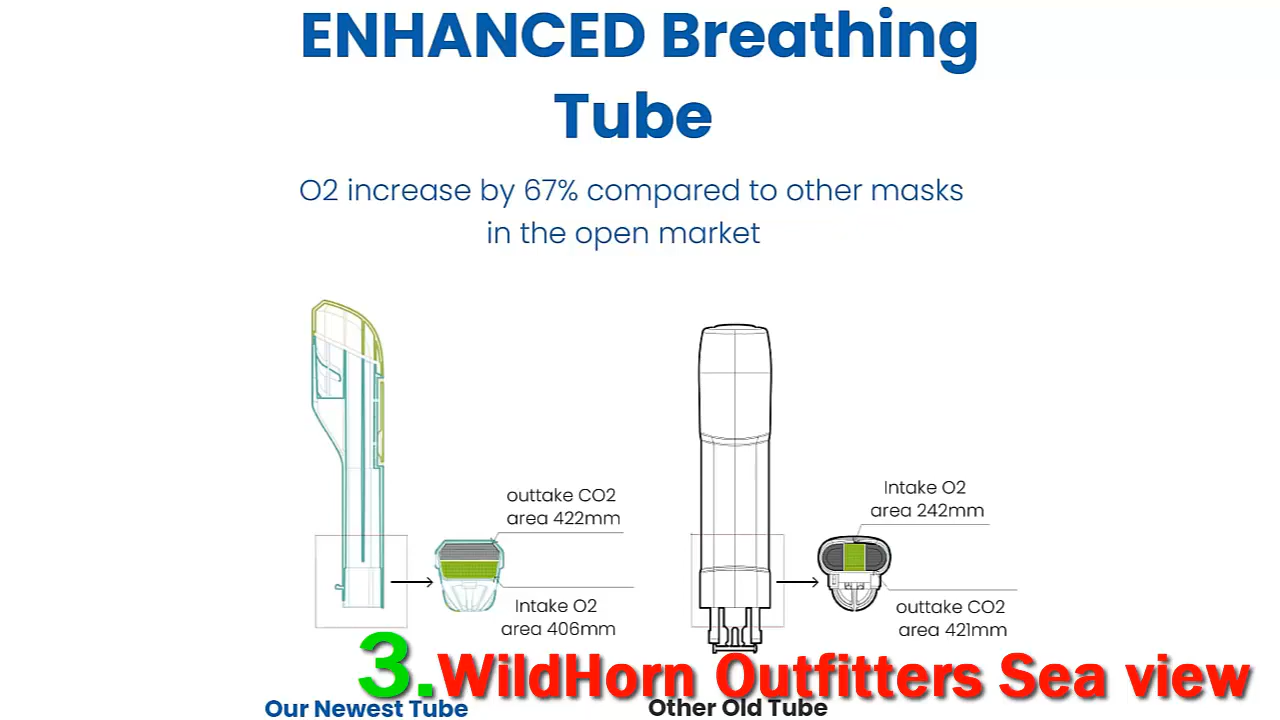 ENHANCED Breathing
Tube
O2 increase by 67% compared to other masks
in the open market
outtake CO2
area 422mm
Intake O2
area 406mm
Intake O2
area 242mm
outtake CO2
area 421mm
3.WildHorn Outfitters Sea view
Our Newest Tube
Other Old Tube